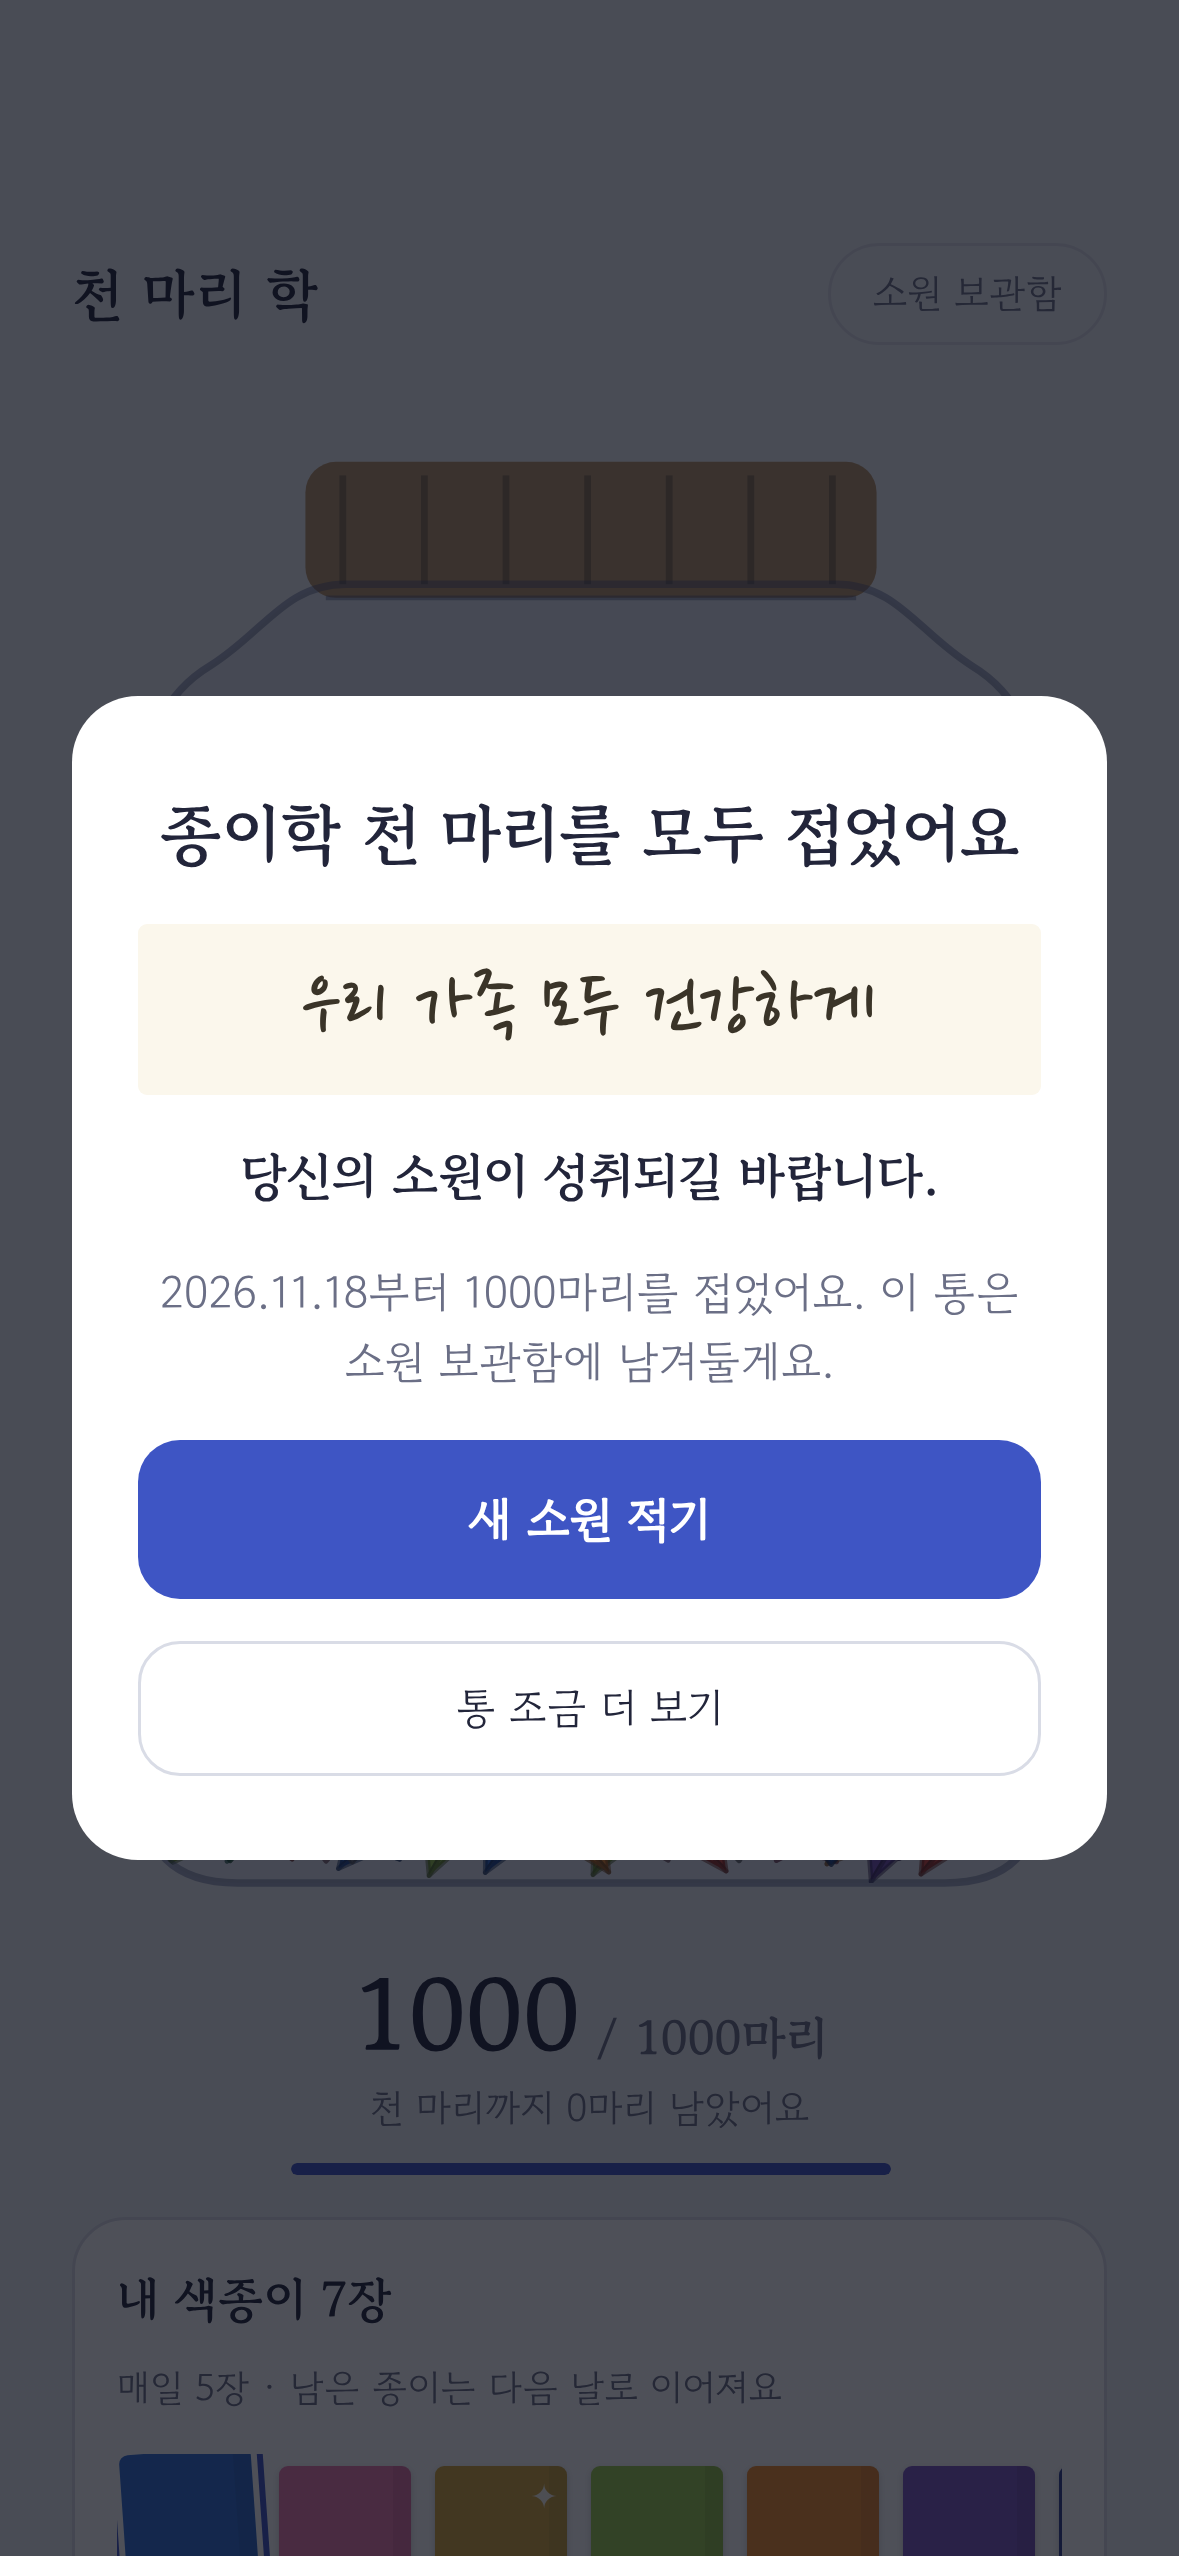 천 마리 학
소원 보관함
종이학 천 마리를 모두 접었어요
우리 가족 모두 건강하게
당신의 소원이 성취되길 바랍니다.
2026.11.18부터 1000마리를 접었어요. 이 통은
소원 보관함에 남겨둘게요.
새 소원 적기
통 조금 더 보기
1000 / 1000마리
천 마리까지 0마리 남았어요
내 색종이 7장
매일 5장 · 남은 종이는 다음 날로 이어져요